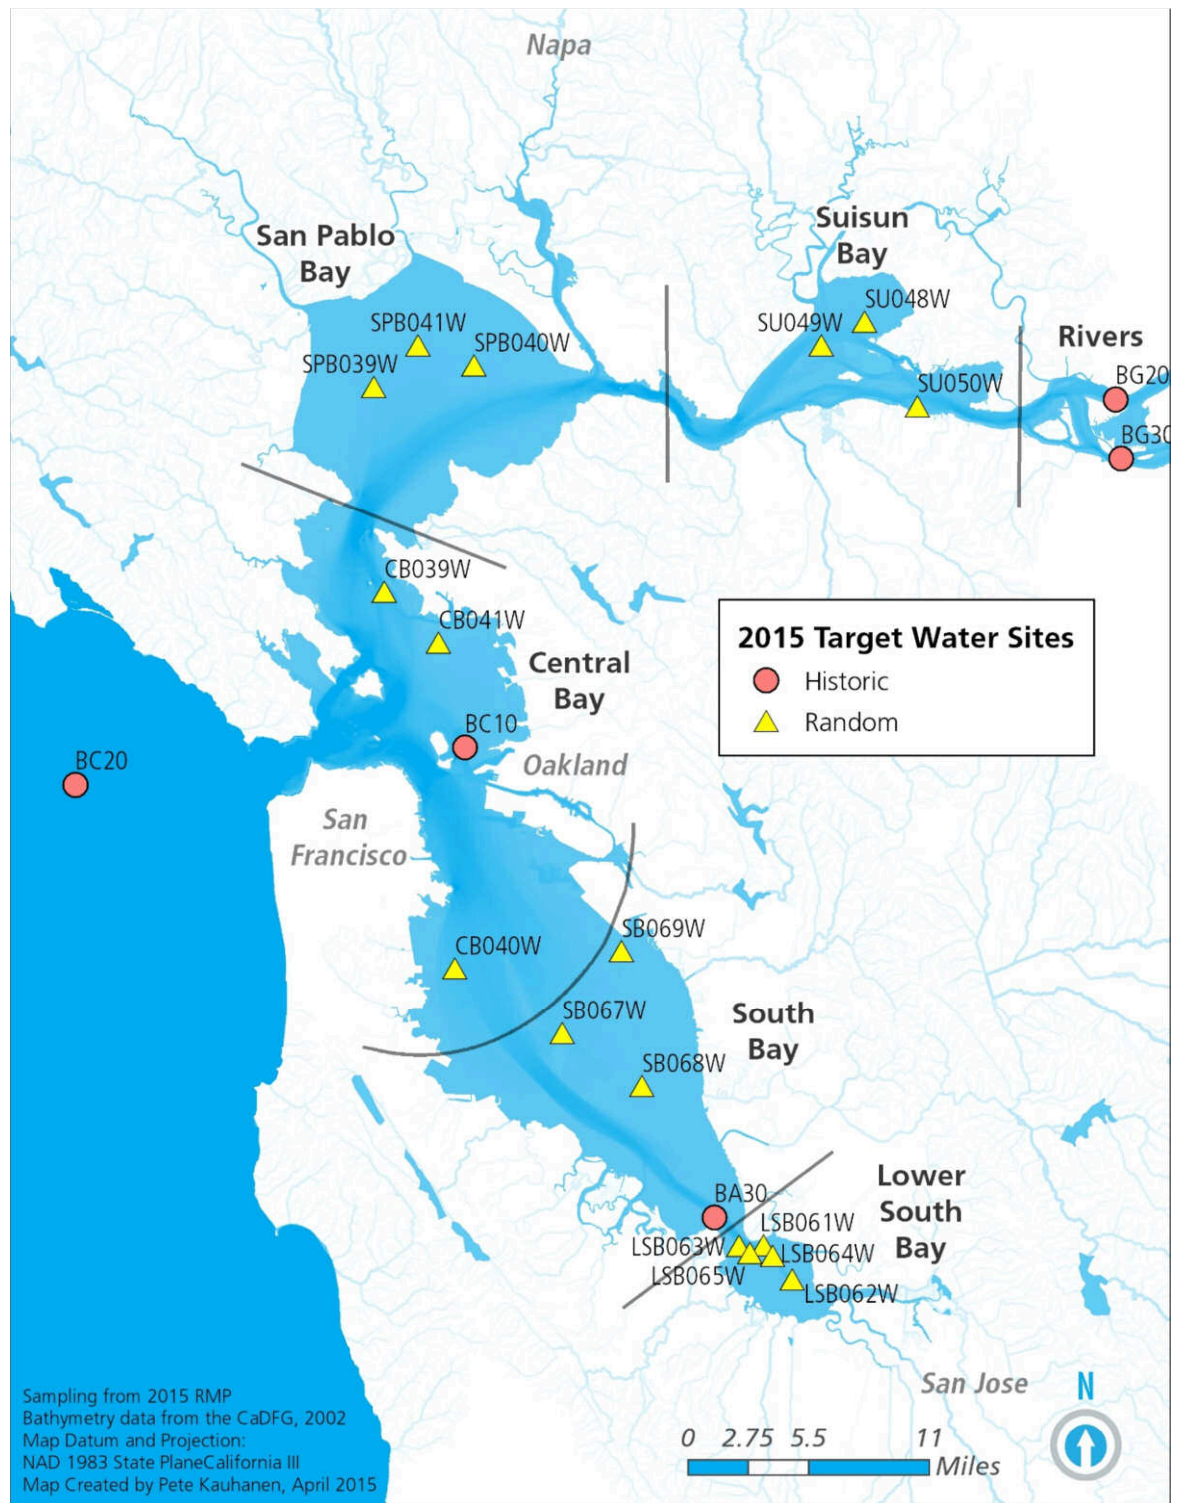 Napa
San Pablo
Bay
Suisun
Bay
SU048W
SPB041W
SU049W
Rivers
SPB040W
SPB039W
BG20
SU050W
BG30
CB039W
CB041W
2015 Target Water Sites
Central
Bay
Historic
Random
BC10
BC20
Oakland
San
Francisco
SB069W
CB040W
SB067W
South
Bay
SB068W
Lower
South
Bay
BA30
LSB061W
LSB063W
LSB064W
LSB065W
LSB062W
San Jose
N
Sampling from 2015 RMP
Bathymetry data from the CaDFG, 2002
Map Datum and Projection:
NAD 1983 State PlaneCalifornia III
Map Created by Pete Kauhanen, April 2015
0 2.75 5.5 11
Miles